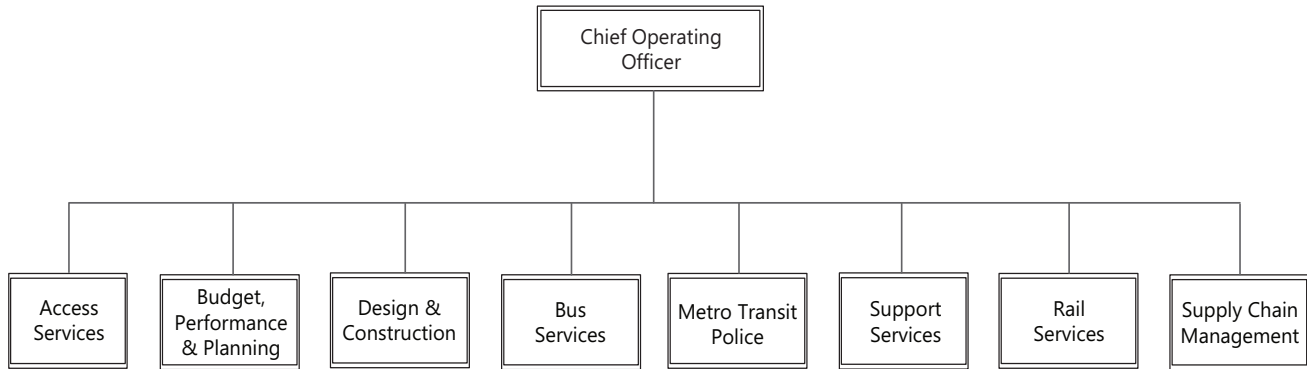 Chief Operating
Officer
Access
Services
Budget,
Performance
& Planning
Design &
Construction
Bus
Services
Metro Transit
Police
Support
Services
Rail
Services
Supply Chain
Management